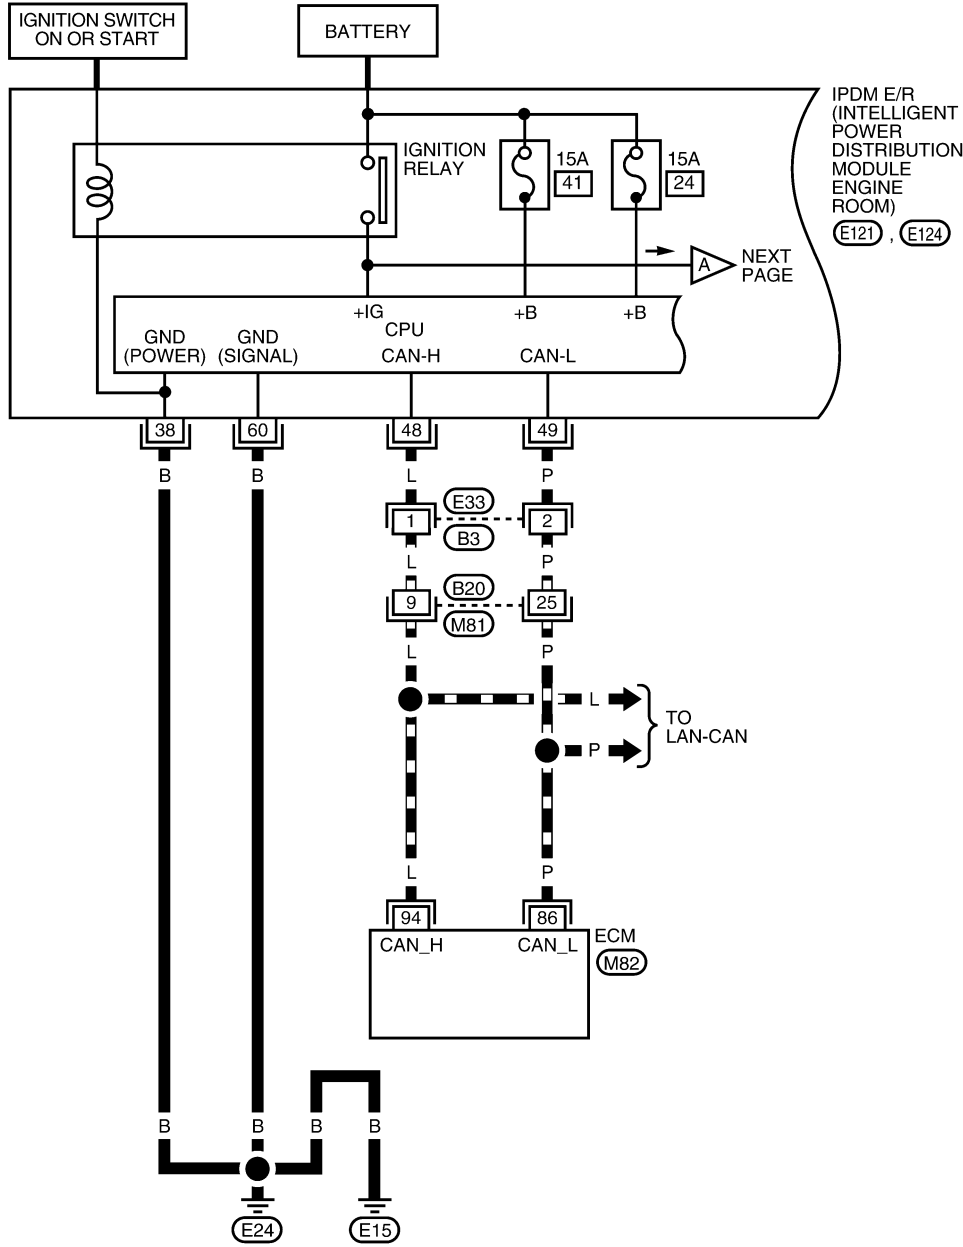 IGNITION SWITCH
ON OR START
BATTERY
IPDM E/R
(INTELLIGENT
POWER
DISTRIBUTION
MODULE
ENGINE
ROOM)
E121 , E124
IGNITION
RELAY
15A
41
15A
24
A
NEXT
PAGE
+IG
+B
+B
CPU
GND
(POWER)
GND
(SIGNAL)
CAN-H
CAN-L
38
60
48
49
B
B
L
P
E33
1
2
B3
L
P
B20
9
25
M81
L
P
L
P
TO
LAN-CAN
L
P
94
86
CAN_H
CAN_L
ECM
M82
B
B
B
B
E24
E15